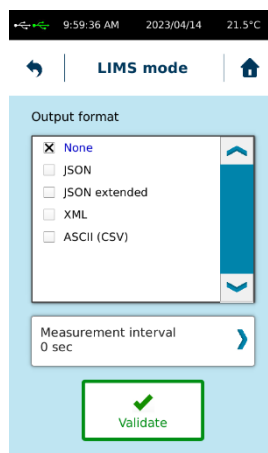 9:59:36 AM 2023/04/14 21.5°C
LIMS mode
Output format
None
JSON
JSON extended
XML
ASCII (CSV)
Measurement interval
0 sec
Validate